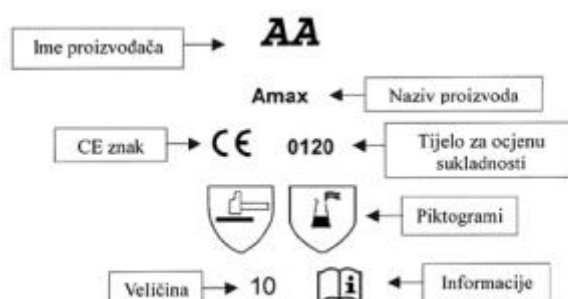 AA
Ime proizvođača
Amax
Naziv proizvoda
CE znak
CE 0120
Tijelo za ocjenu
sukladnosti
Piktogrami
Veličina
10
i
Informacije